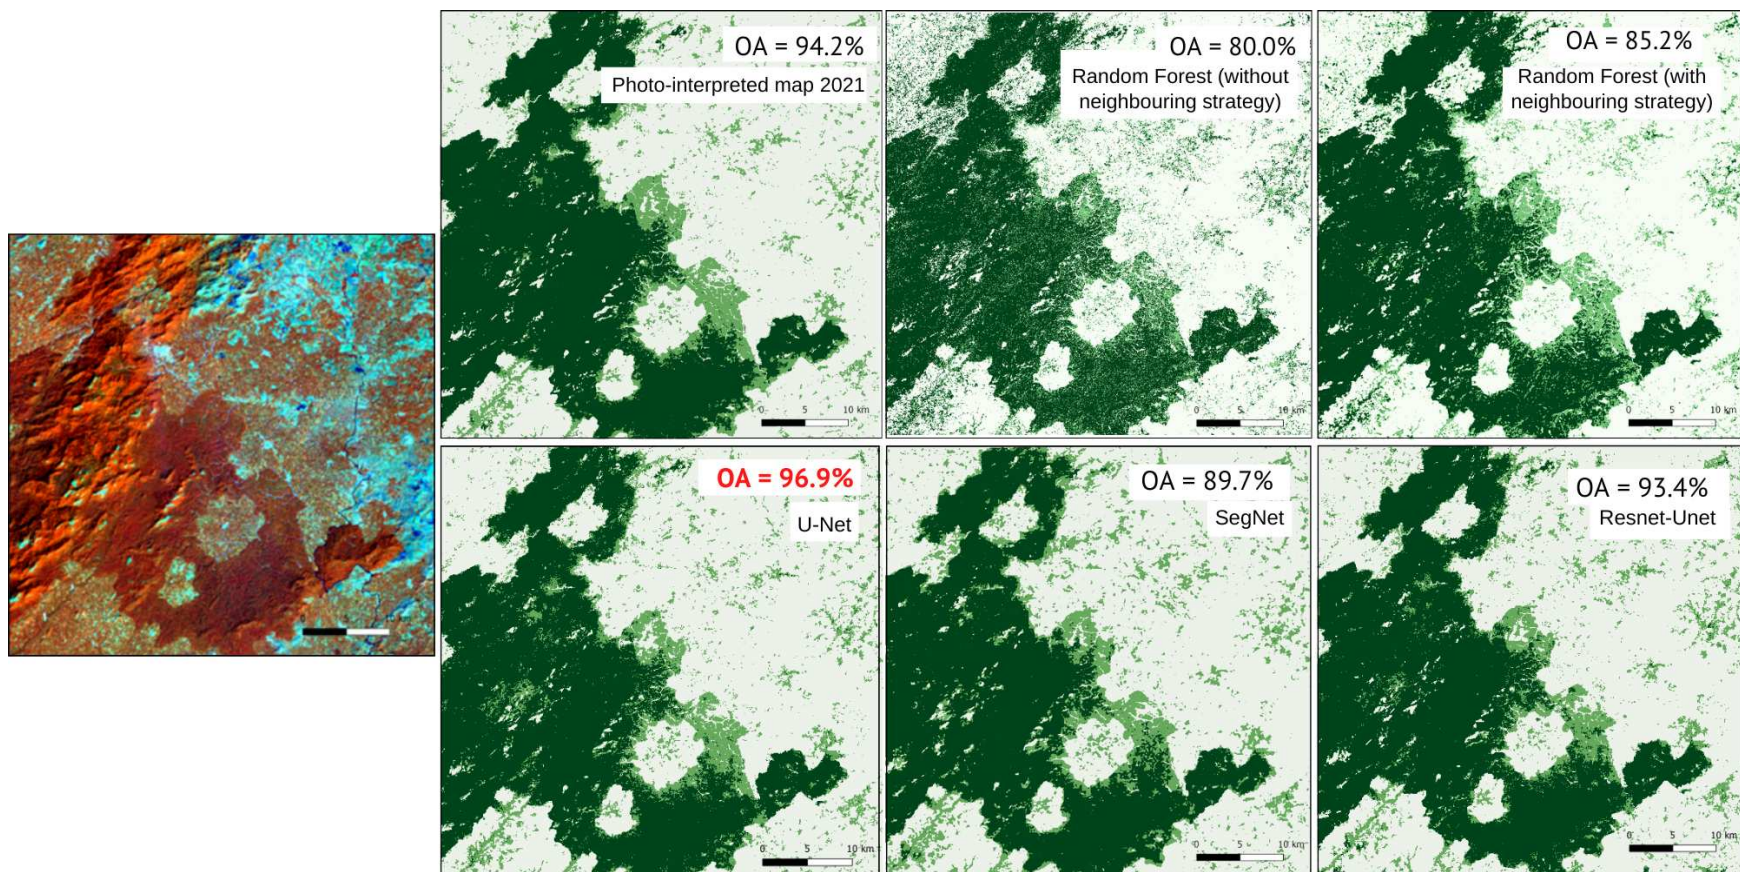 OA = 94.2%
Photo-interpreted map 2021
0 5 10 km
OA = 80.0%
Random Forest (without
neighbouring strategy)
0 5 10 km
OA = 85.2%
Random Forest (with
neighbouring strategy)
0 5 10 km
OA = 96.9%
U-Net
0 5 10 km
OA = 89.7%
SegNet
0 5 10 km
OA = 93.4%
Resnet-Unet
0 5 10 km